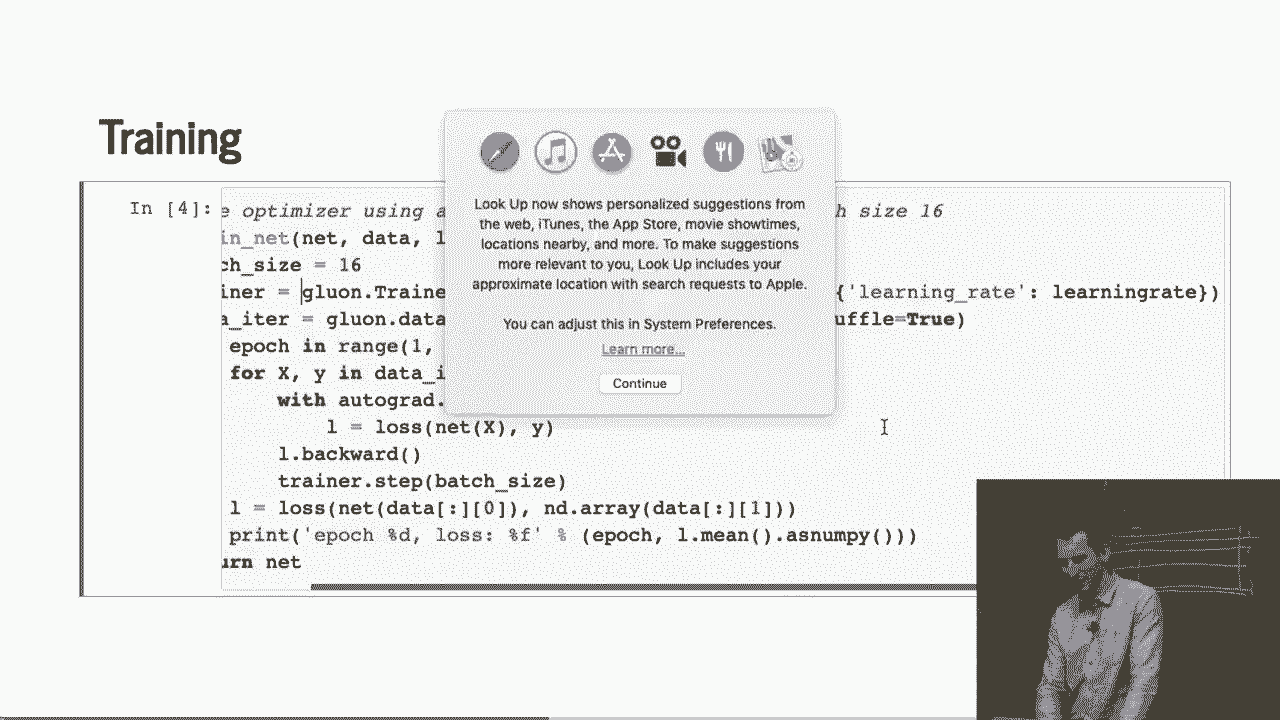 Training
In [4]:
e optimizer using a h size 16
in_net(net, data, l
ch_size = 16
iner = gluon.Traine {'learning_rate': learningrate})
a_iter = gluon.data uffle=True)
epoch in range(1,
for X, y in data_i
with autograd.
l = loss(net(X), y)
l.backward()
trainer.step(batch_size)
l = loss(net(data[:][0]), nd.array(data[:][1]))
print('epoch %d, loss: %f' % (epoch, l.mean().asnumpy()))
urn net
Look Up now shows personalized suggestions from
the web, iTunes, the App Store, movie showtimes,
locations nearby, and more. To make suggestions
more relevant to you, Look Up includes your
approximate location with search requests to Apple.
You can adjust this in System Preferences.
Learn more...
Continue